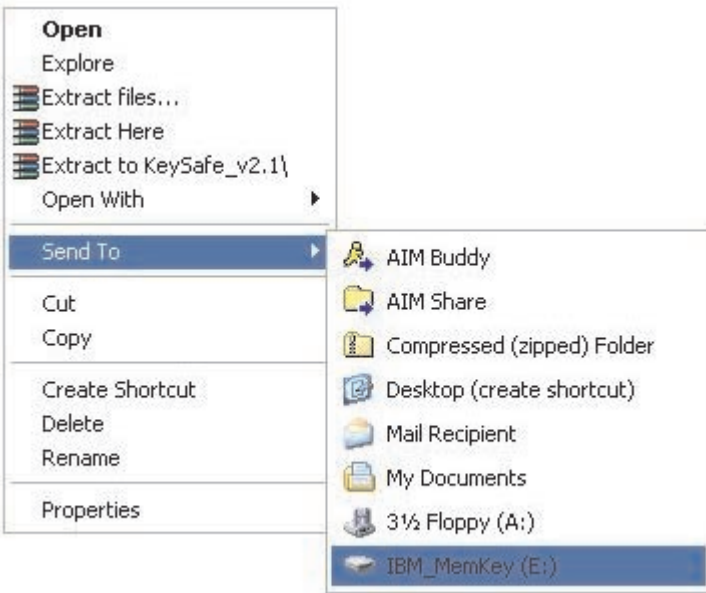 Open
Explore
Extract files...
Extract Here
Extract to KeySafe_v2.1\
Open With
Send To
Cut
Copy
Create Shortcut
Delete
Rename
Properties
AIM Buddy
AIM Share
Compressed (zipped) Folder
Desktop (create shortcut)
Mail Recipient
My Documents
3½ Floppy (A:)
IBM_MemKey (E:)